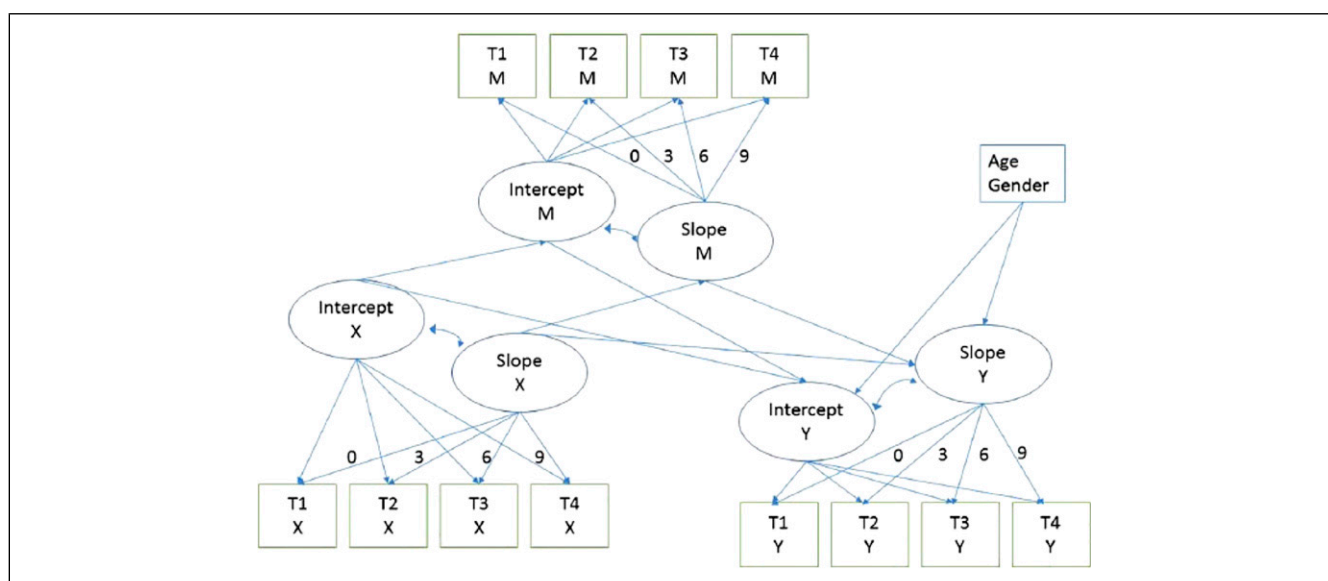 T1
M
T2
M
T3
M
T4
M
0
3
6
9
Age
Gender
Intercept
M
Slope
M
Intercept
X
Slope
X
Slope
Y
Intercept
Y
0
3
6
9
0
3
6
9
T1
X
T2
X
T3
X
T4
X
T1
Y
T2
Y
T3
Y
T4
Y